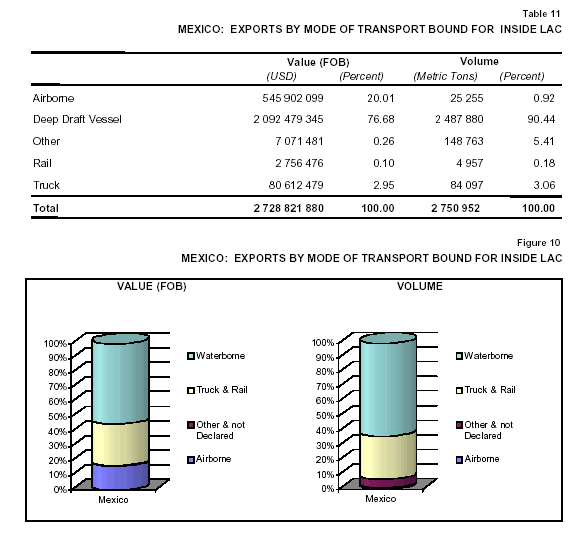 Table 11
MEXICO: EXPORTS BY MODE OF TRANSPORT BOUND FOR INSIDE LAC
Value (FOB) Volume
(USD) (Percent) (Metric Tons) (Percent)
Airborne 545 902 099 20.01 25 255 0.92
Deep Draft Vessel 2 092 479 345 76.68 2 487 880 90.44
Other 7 071 481 0.26 148 763 5.41
Rail 2 756 476 0.10 4 957 0.18
Truck 80 612 479 2.95 84 097 3.06
Total 2 728 821 880 100.00 2 750 952 100.00
Figure 10
MEXICO: EXPORTS BY MODE OF TRANSPORT BOUND FOR INSIDE LAC
VALUE (FOB)
100%
90%
80%
70%
60%
50%
40%
30%
20%
10%
0%
Mexico
Waterborne
Truck & Rail
Other & not
Declared
Airborne
VOLUME
100%
90%
80%
70%
60%
50%
40%
30%
20%
10%
0%
Mexico
Waterborne
Truck & Rail
Other & not
Declared
Airborne